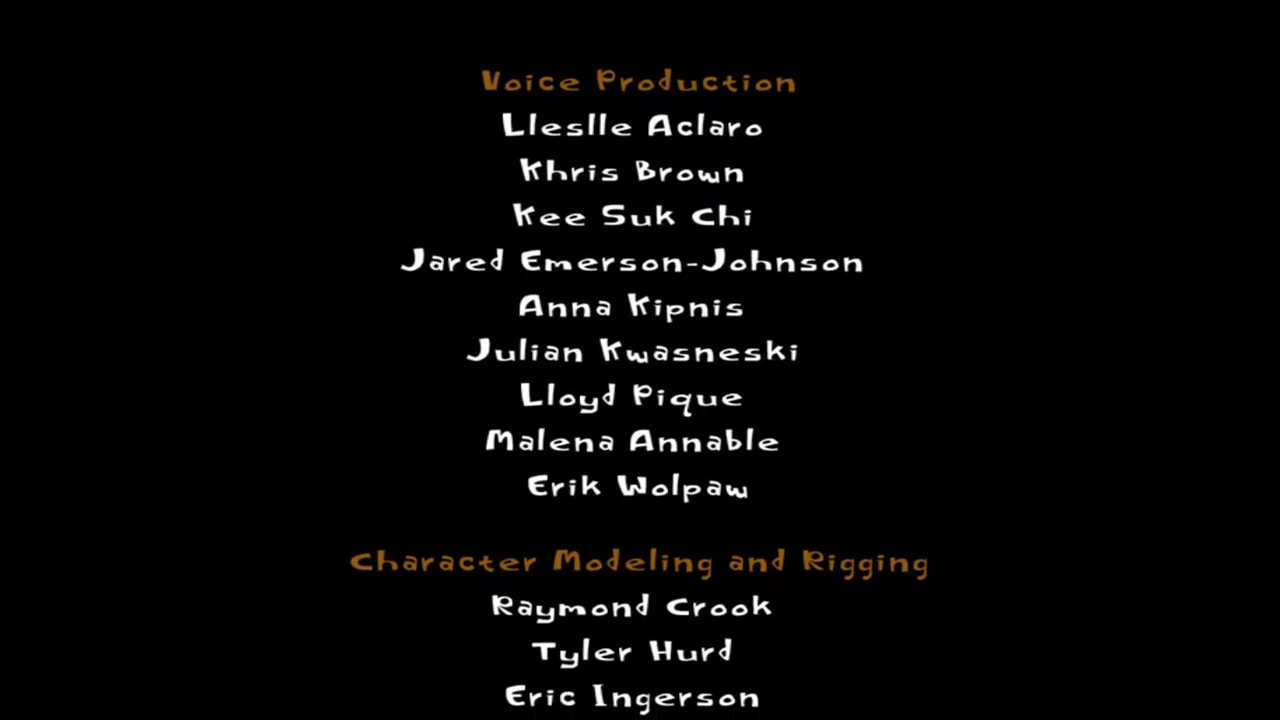 Voice Production
Lleslle Aclaro
Khris Brown
Kee Suk Chi
Jared Emerson-Johnson
Anna Kipnis
Julian Kwasneski
Lloyd Pique
Malena Annable
Erik Wolpaw
Character Modeling and Rigging
Raymond Crook
Tyler Hurd
Eric Ingerson